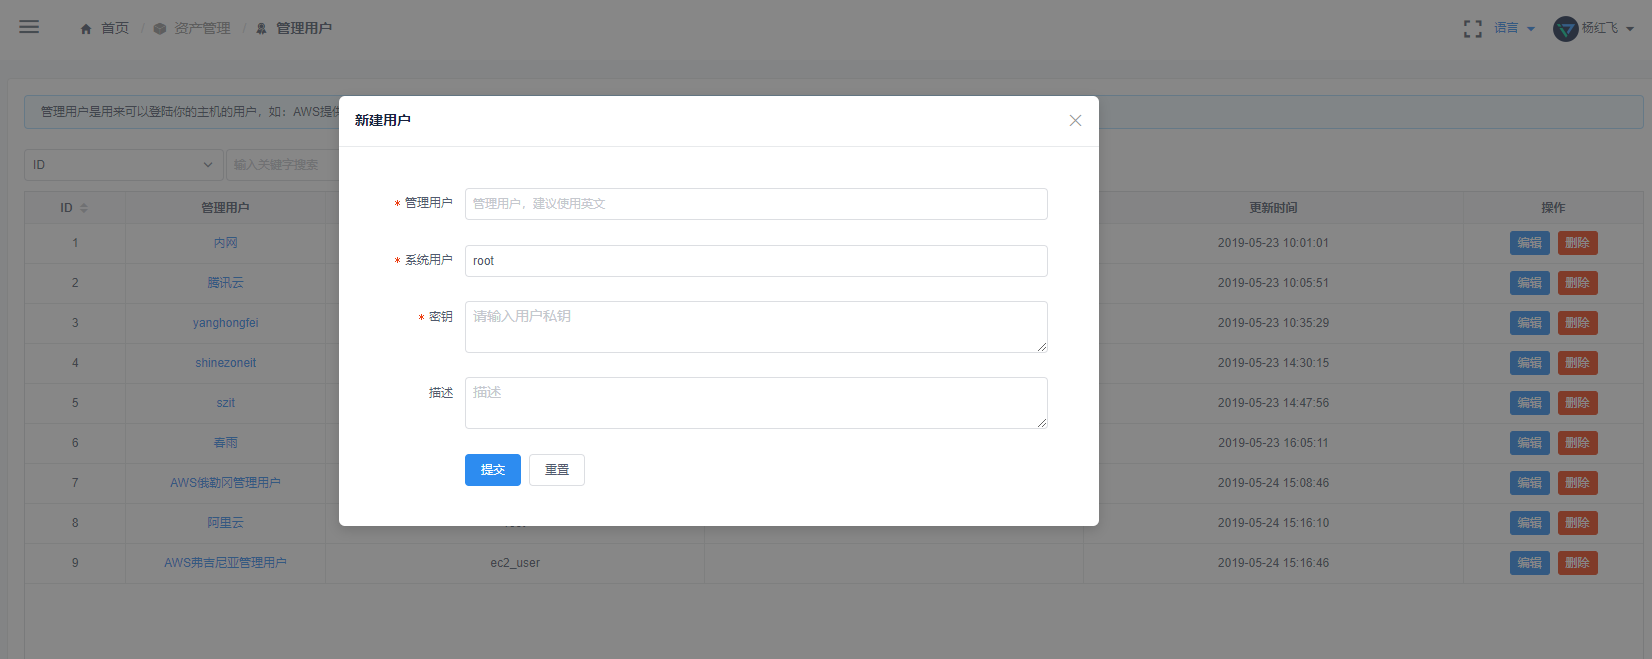 首页 / 资产管理 / 管理用户
语言
杨红飞
管理用户是用来可以登陆你的主机的用户，如：AWS提供
ID
输入关键字搜索
ID 管理用户 更新时间 操作
1 内网 2019-05-23 10:01:01 编辑 删除
2 腾讯云 2019-05-23 10:05:51 编辑 删除
3 yanghongfei 2019-05-23 10:35:29 编辑 删除
4 shinezoneit 2019-05-23 14:30:15 编辑 删除
5 szit 2019-05-23 14:47:56 编辑 删除
6 春雨 2019-05-23 16:05:11 编辑 删除
7 AWS俄勒冈管理用户 2019-05-24 15:08:46 编辑 删除
8 阿里云 2019-05-24 15:16:10 编辑 删除
9 AWS弗吉尼亚管理用户 ec2_user 2019-05-24 15:16:46 编辑 删除
新建用户
* 管理用户 管理用户，建议使用英文
* 系统用户 root
* 密钥 请输入用户私钥
描述 描述
提交 重置